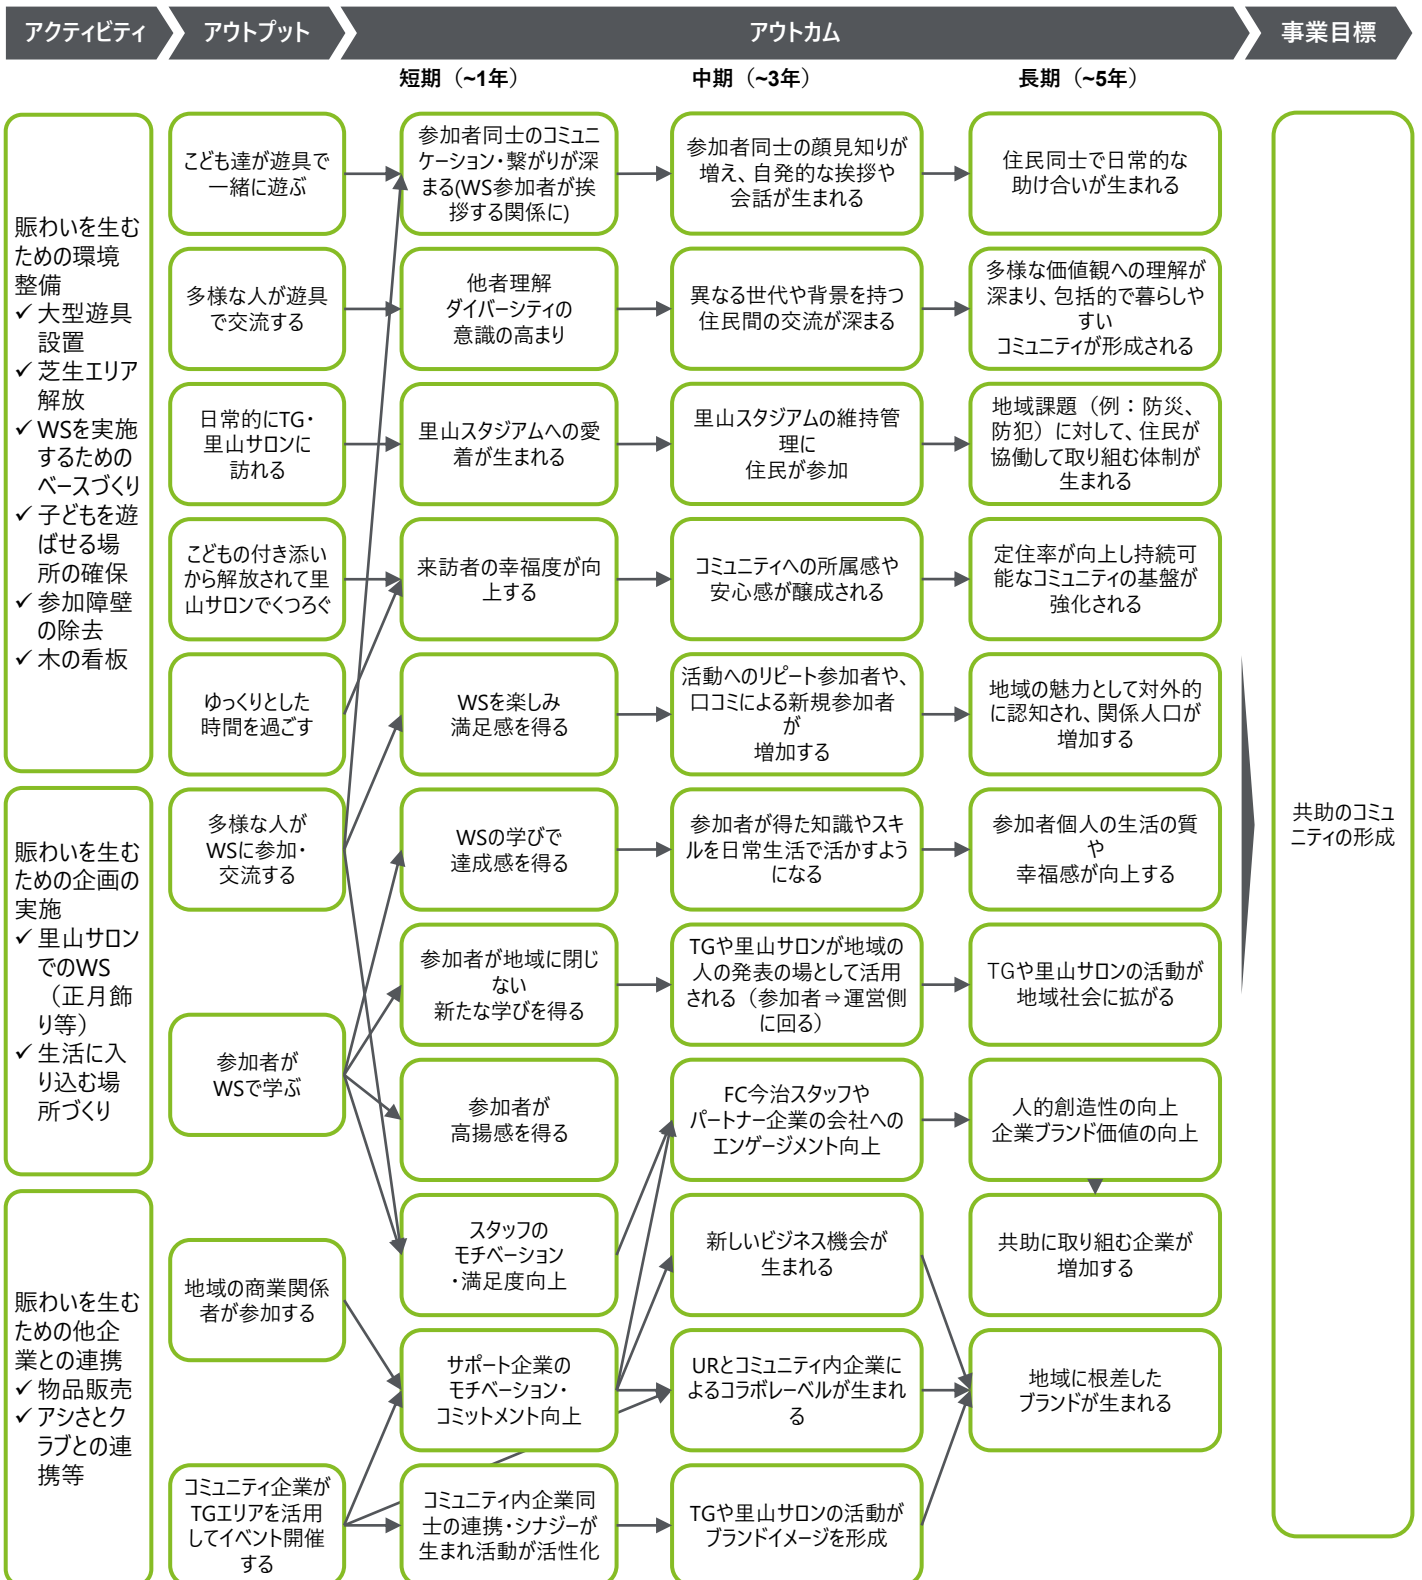 アクティビティ
アウトプット
アウトカム
事業目標
短期（~1年）
中期（~3年）
長期（~5年）
賑わいを生む
ための環境
整備
✓ 大型遊具
設置
✓ 芝生エリア
解放
✓ WSを実施
するための
ベースづくり
✓ 子どもを遊
ばせる場
所の確保
✓ 参加障壁
の除去
✓ 木の看板
賑わいを生む
ための企画の
実施
✓ 里山サロン
でのWS
（正月飾
り等）
✓ 生活に入
り込む場
所づくり
賑わいを生む
ための他企
業との連携
✓ 物品販売
✓ アシさとク
ラブとの連
携等
こども達が遊具で
一緒に遊ぶ
多様な人が遊具
で交流する
日常的にTG・
里山サロンに
訪れる
こどもの付き添い
から解放されて里
山サロンでくつろぐ
ゆっくりとした
時間を過ごす
多様な人が
WSに参加・
交流する
参加者が
WSで学ぶ
地域の商業関係
者が参加する
コミュニティ企業が
TGエリアを活用
してイベント開催
する
参加者同士のコミュニ
ケーション・繋がりが深
まる(WS参加者が挨
拶する関係に)
他者理解
ダイバーシティの
意識の高まり
里山スタジアムへの愛
着が生まれる
来訪者の幸福度が向
上する
WSを楽しみ
満足感を得る
WSの学びで
達成感を得る
参加者が地域に閉じ
ない
新たな学びを得る
参加者が
高揚感を得る
スタッフの
モチベーション
・満足度向上
サポート企業の
モチベーション・
コミットメント向上
コミュニティ内企業同
士の連携・シナジーが
生まれ活動が活性化
参加者同士の顔見知りが
増え、自発的な挨拶や
会話が生まれる
異なる世代や背景を持つ
住民間の交流が深まる
里山スタジアムの維持管
理に
住民が参加
コミュニティへの所属感や
安心感が醸成される
活動へのリピート参加者や、
口コミによる新規参加者
が
増加する
参加者が得た知識やスキ
ルを日常生活で活かすよう
になる
TGや里山サロンが地域の
人の発表の場として活用
される（参加者⇒運営側
に回る）
FC今治スタッフや
パートナー企業の会社への
エンゲージメント向上
新しいビジネス機会が
生まれる
URとコミュニティ内企業に
よるコラボレーベルが生まれ
る
TGや里山サロンの活動が
ブランドイメージを形成
住民同士で日常的な
助け合いが生まれる
多様な価値観への理解が
深まり、包括的で暮らしや
すい
コミュニティが形成される
地域課題（例：防災、
防犯）に対して、住民が
協働して取り組む体制が
生まれる
定住率が向上し持続可
能なコミュニティの基盤が
強化される
地域の魅力として対外的
に認知され、関係人口が
増加する
参加者個人の生活の質
や
幸福感が向上する
TGや里山サロンの活動が
地域社会に拡がる
人的創造性の向上
企業ブランド価値の向上
共助に取り組む企業が
増加する
地域に根差した
ブランドが生まれる
共助のコミュ
ニティの形成